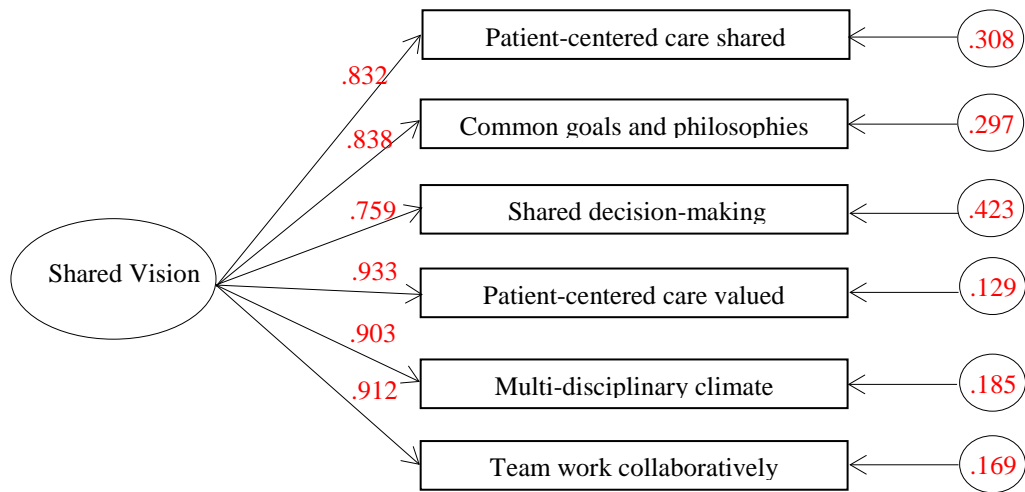 Patient-centered care shared
.308
.832
Common goals and philosophies
.297
.838
Shared decision-making
.423
.759
Shared Vision
Patient-centered care valued
.129
.933
Multi-disciplinary climate
.185
.903
Team work collaboratively
.169
.912